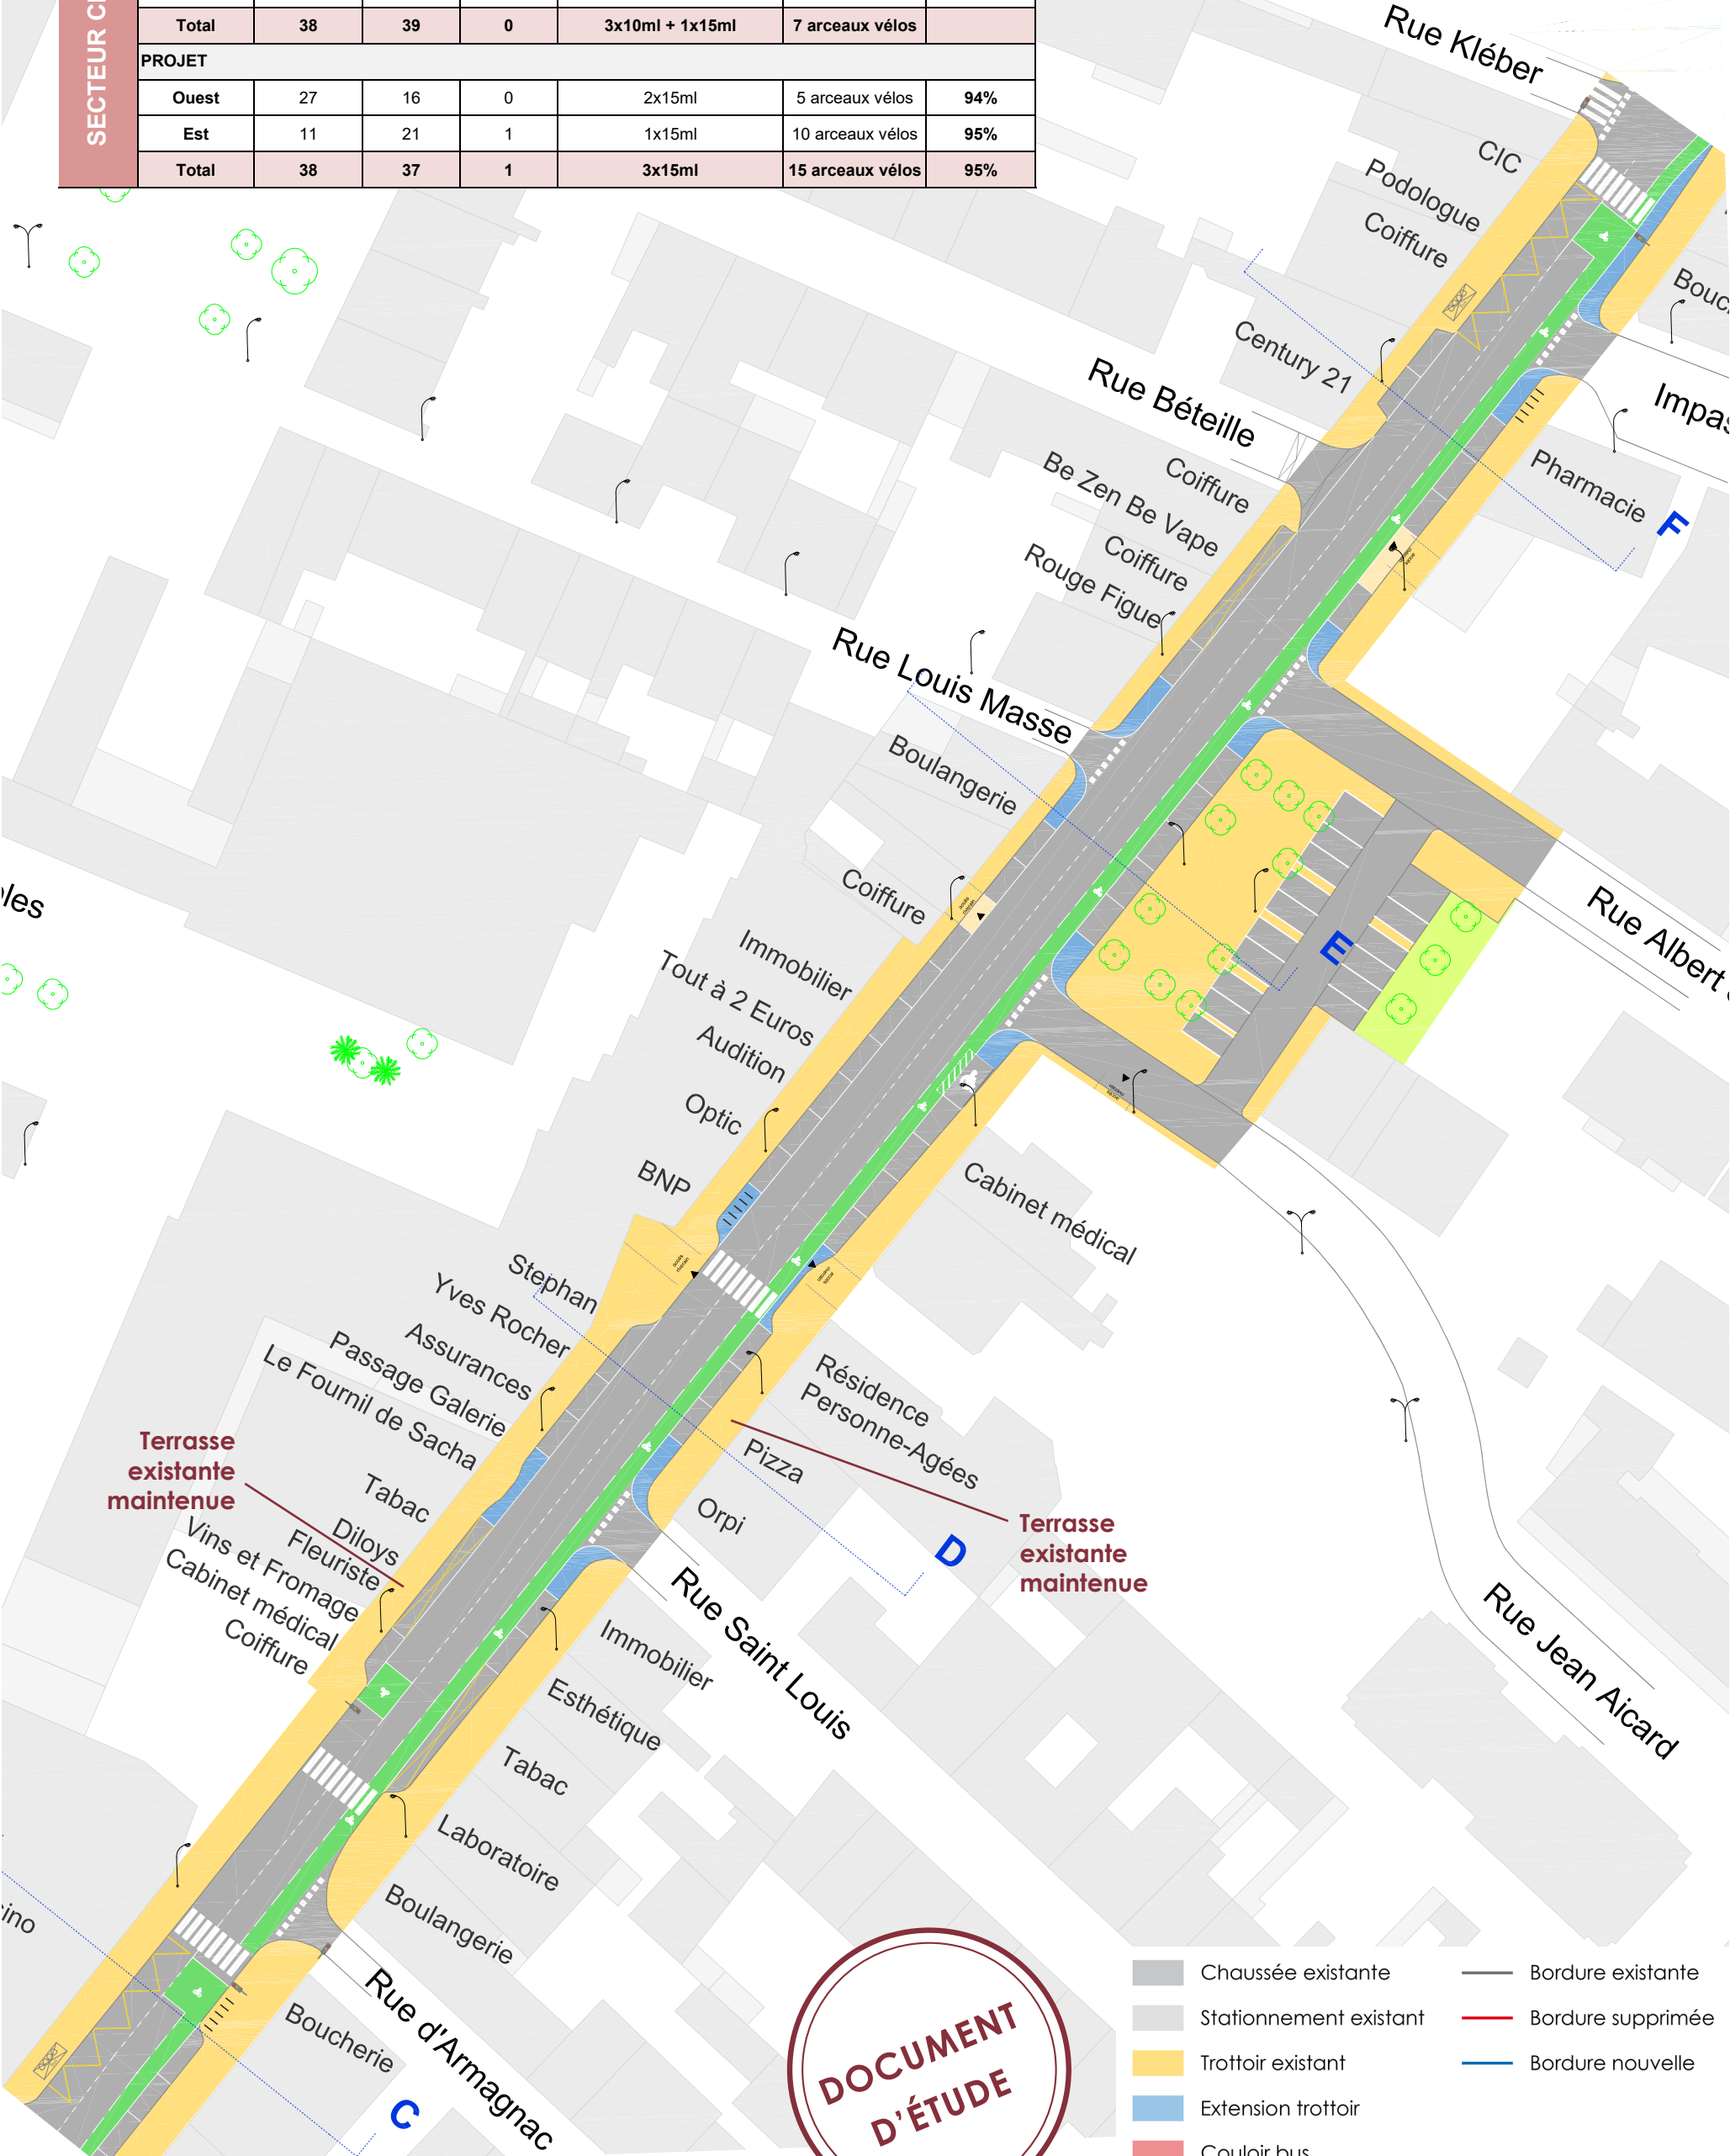 SECTEUR
Total 38 39 0 3x10ml + 1x15ml 7 arceaux vélos
PROJET
Ouest 27 16 0 2x15ml 5 arceaux vélos 94%
Est 11 21 1 1x15ml 10 arceaux vélos 95%
Total 38 37 1 3x15ml 15 arceaux vélos 95%
Rue Kléber
CIC
Podologue
Coiffure
Century 21
Rue Béteille
Pharmacie
F
Coiffure
Be Zen Be Vape
Coiffure
Rouge Figue
Rue Louis Masse
Boulangerie
Coiffure
E
Rue Albert
Immobilier
Tout à 2 Euros
Audition
Optic
BNP
Cabinet médical
Stephan
Yves Rocher
Assurances
Passage Galerie
Le Fournil de Sacha
Tabac
Diloys
Fleuriste
Vins et Fromage
Cabinet médical
Coiffure
Terrasse
existante
maintenue
Résidence
Personne-Agées
Pizza
Orpi
D
Terrasse
existante
maintenue
Rue Saint Louis
Rue Jean Aicard
Immobilier
Esthétique
Tabac
Laboratoire
Boulangerie
Rue d'Armagnac
Boucherie
C
DOCUMENT
D'ÉTUDE
Chaussée existante
Stationnement existant
Trottoir existant
Extension trottoir
Couloir bus
Bordure existante
Bordure supprimée
Bordure nouvelle